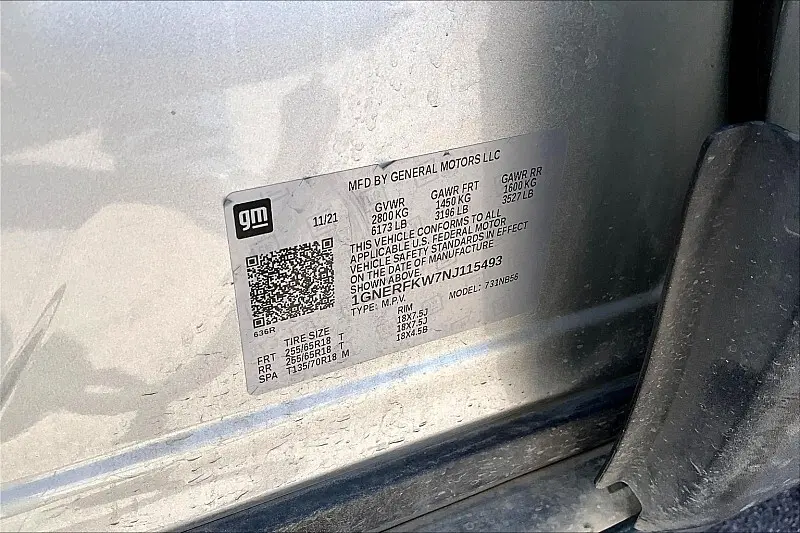 MFD BY GENERAL MOTORS LLC
gm
11/21
GVWR GAWR FRT GAWR RR
2800 KG 1450 KG 1600 KG
6173 LB 3196 LB 3527 LB
THIS VEHICLE CONFORMS TO ALL
APPLICABLE U.S. FEDERAL MOTOR
VEHICLE SAFETY STANDARDS IN EFFECT
ON THE DATE OF MANUFACTURE
SHOWN ABOVE.
1GNERFKW7NJ115493
TYPE: M.P.V. MODEL: 731NB56
636R
TIRE SIZE RIM
FRT 255/65R18 T 18X7.5J
RR 255/65R18 T 18X7.5J
SPA T135/70R18 M 18X4.5B